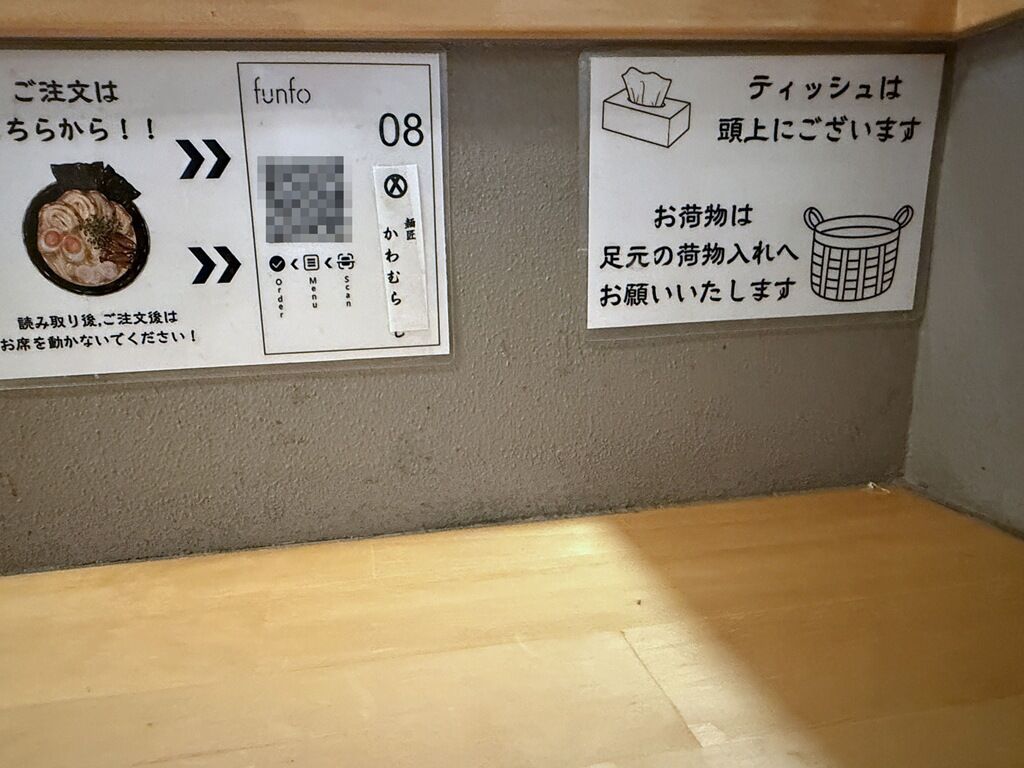 ご注文は
ちらから！！
読み取り後,ご注文後は
お席を動かないでください！
funfo
08
麺匠
かわむら
Order
Menu
Scan
ティッシュは
頭上にございます
お荷物は
足元の荷物入れへ
お願いいたします